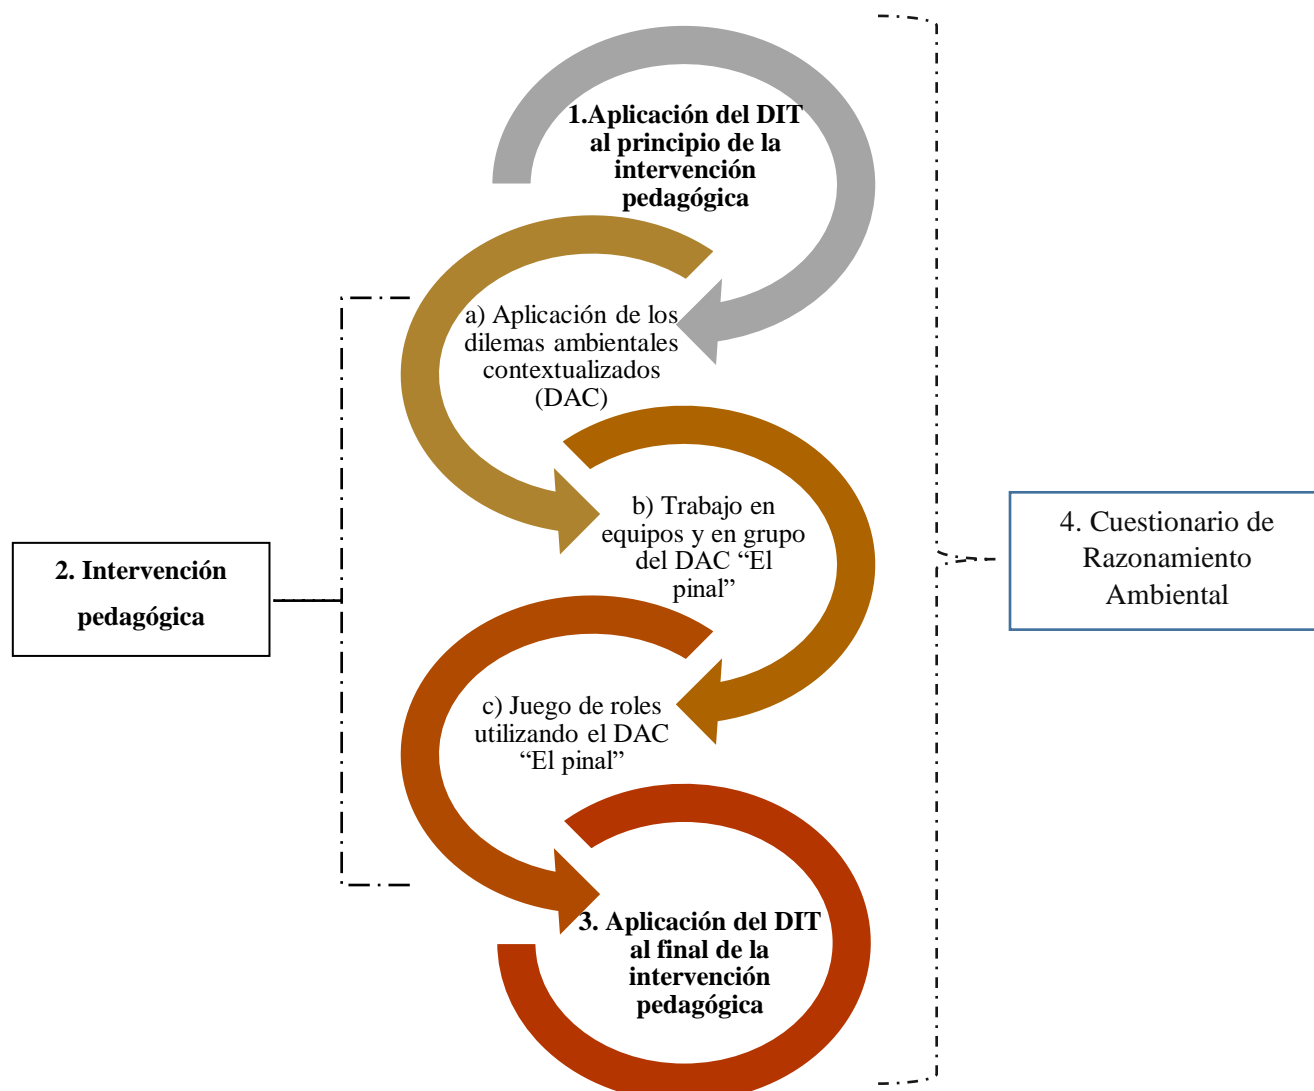 1.Aplicación del DIT
al principio de la
intervención
pedagógica
a) Aplicación de los
dilemas ambientales
contextualizados
(DAC)
b) Trabajo en
equipos y en grupo
del DAC “El
pinal”
2. Intervención
pedagógica
4. Cuestionario de
Razonamiento
Ambiental
c) Juego de roles
utilizando el DAC
“El pinal”
3. Aplicación del DIT
al final de la
intervención
pedagógica